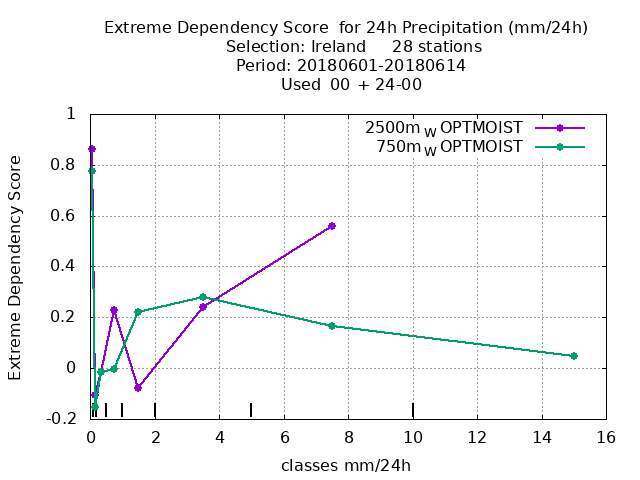 Extreme Dependency Score  for 24h Precipitation (mm/24h)
Selection: Ireland     28 stations
Period: 20180601-20180614
Used  00 + 24-00
2500m_W OPTMOIST
750m_W OPTMOIST
Extreme Dependency Score
1
0.8
0.6
0.4
0.2
0
-0.2
0 2 4 6 8 10 12 14 16
classes mm/24h